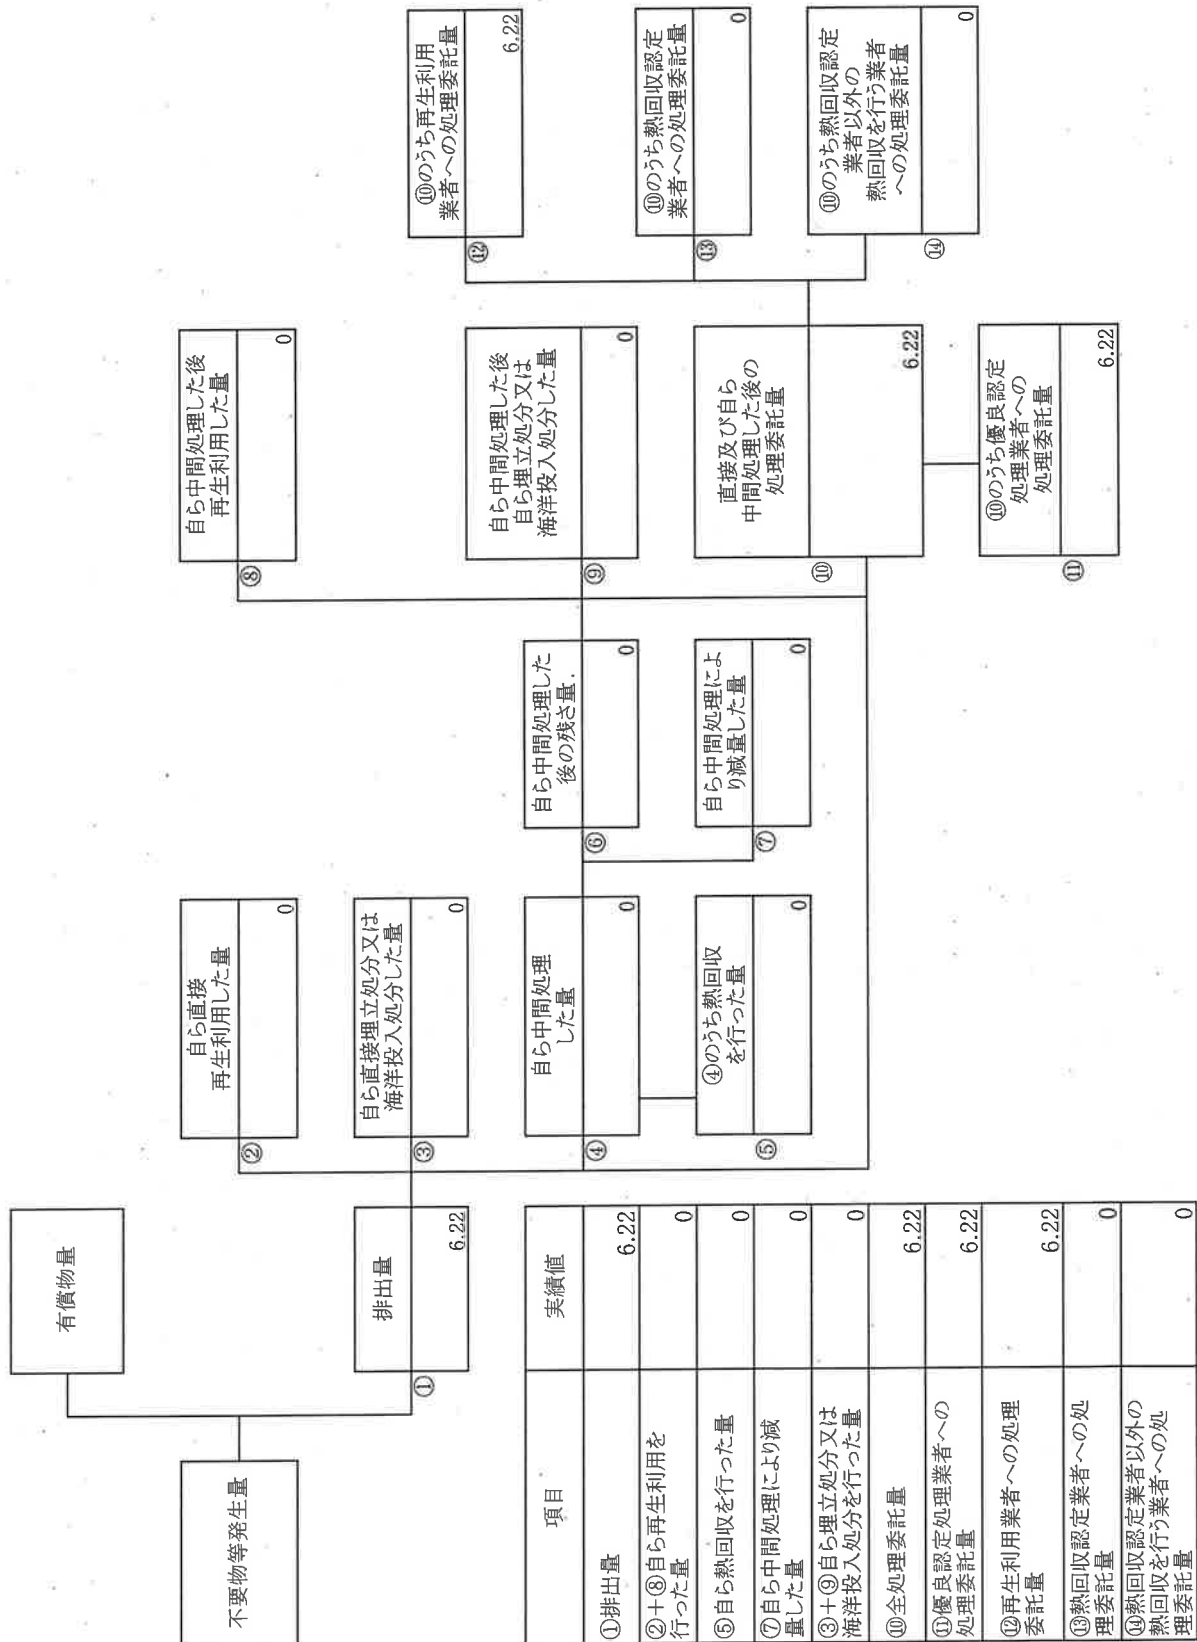 不要物等発生量
有償物量
①
排出量
6.22
②
自ら直接
再生利用した量
0
③
自ら直接埋立処分又は
海洋投入処分した量
0
④
自ら中間処理
した量
0
⑤
④のうち熱回収
を行った量
0
⑥
自ら中間処理した
後の残さ量.
0
⑦
自ら中間処理によ
り減量した量
0
⑧
自ら中間処理した後
再生利用した量
0
⑨
自ら中間処理した後
自ら埋立処分又は
海洋投入処分した量
0
⑩
直接及び自ら
中間処理した後の
処理委託量
6.22
⑪
⑩のうち優良認定
処理業者への
処理委託量
6.22
⑫
⑩のうち再生利用
業者への処理委託量
6.22
⑬
⑩のうち熱回収認定
業者への処理委託量
0
⑭
⑩のうち熱回収認定
業者以外の
熱回収を行う業者
への処理委託量
0
項目
実績値
①排出量
6.22
②+⑧自ら再生利用を
行った量
0
⑤自ら熱回収を行った量
0
⑦自ら中間処理により減
量した量
0
③+⑨自ら埋立処分又は
海洋投入処分を行った量
0
⑩全処理委託量
6.22
⑪優良認定処理業者への
処理委託量
6.22
⑫再生利用業者への処理
委託量
6.22
⑬熱回収認定業者への処
理委託量
0
⑭熱回収認定業者以外の
熱回収を行う業者への処
理委託量
0